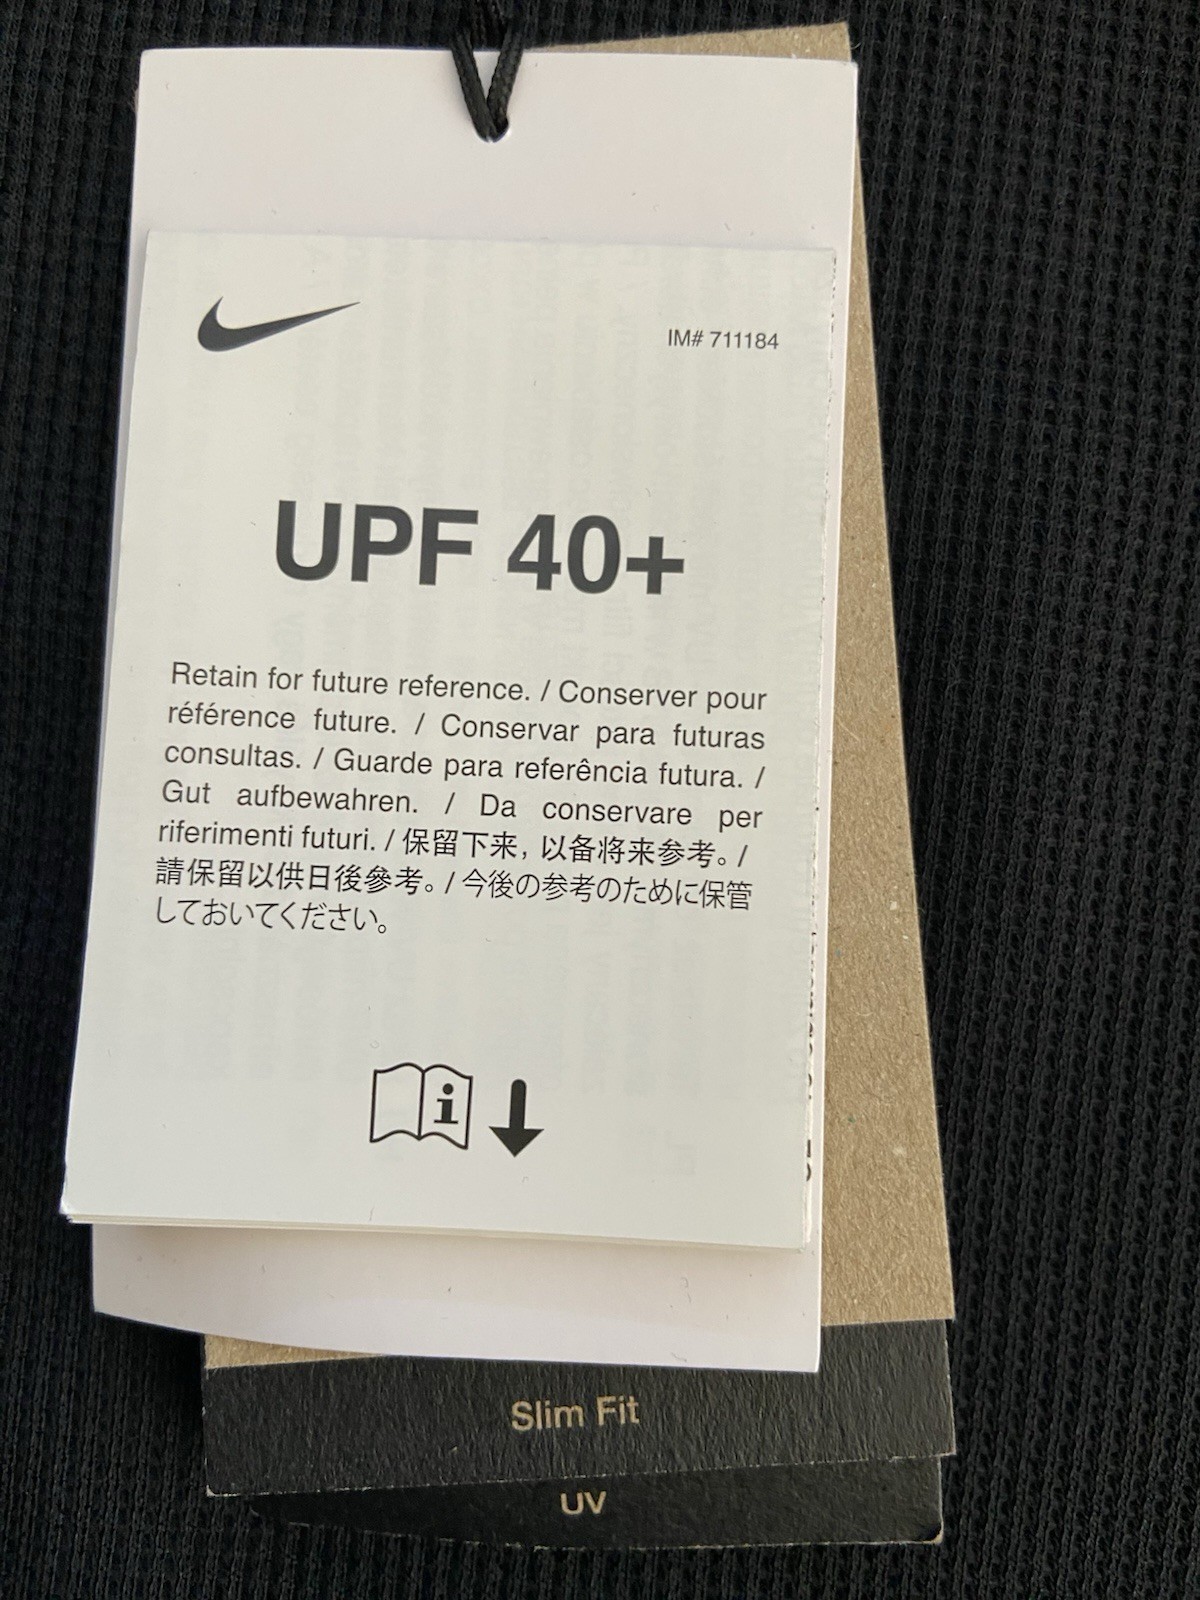 IM# 711184
UPF 40+
Retain for future reference. / Conserver pour
référence future. / Conservar para futuras
consultas. / Guarde para referência futura. /
Gut aufbewahren. / Da conservare per
riferimenti futuri. / 保留下来，以备将来参考。/
請保留以供日後參考。/ 今後の参考のために保管
しておいてください。
i
Slim Fit
UV